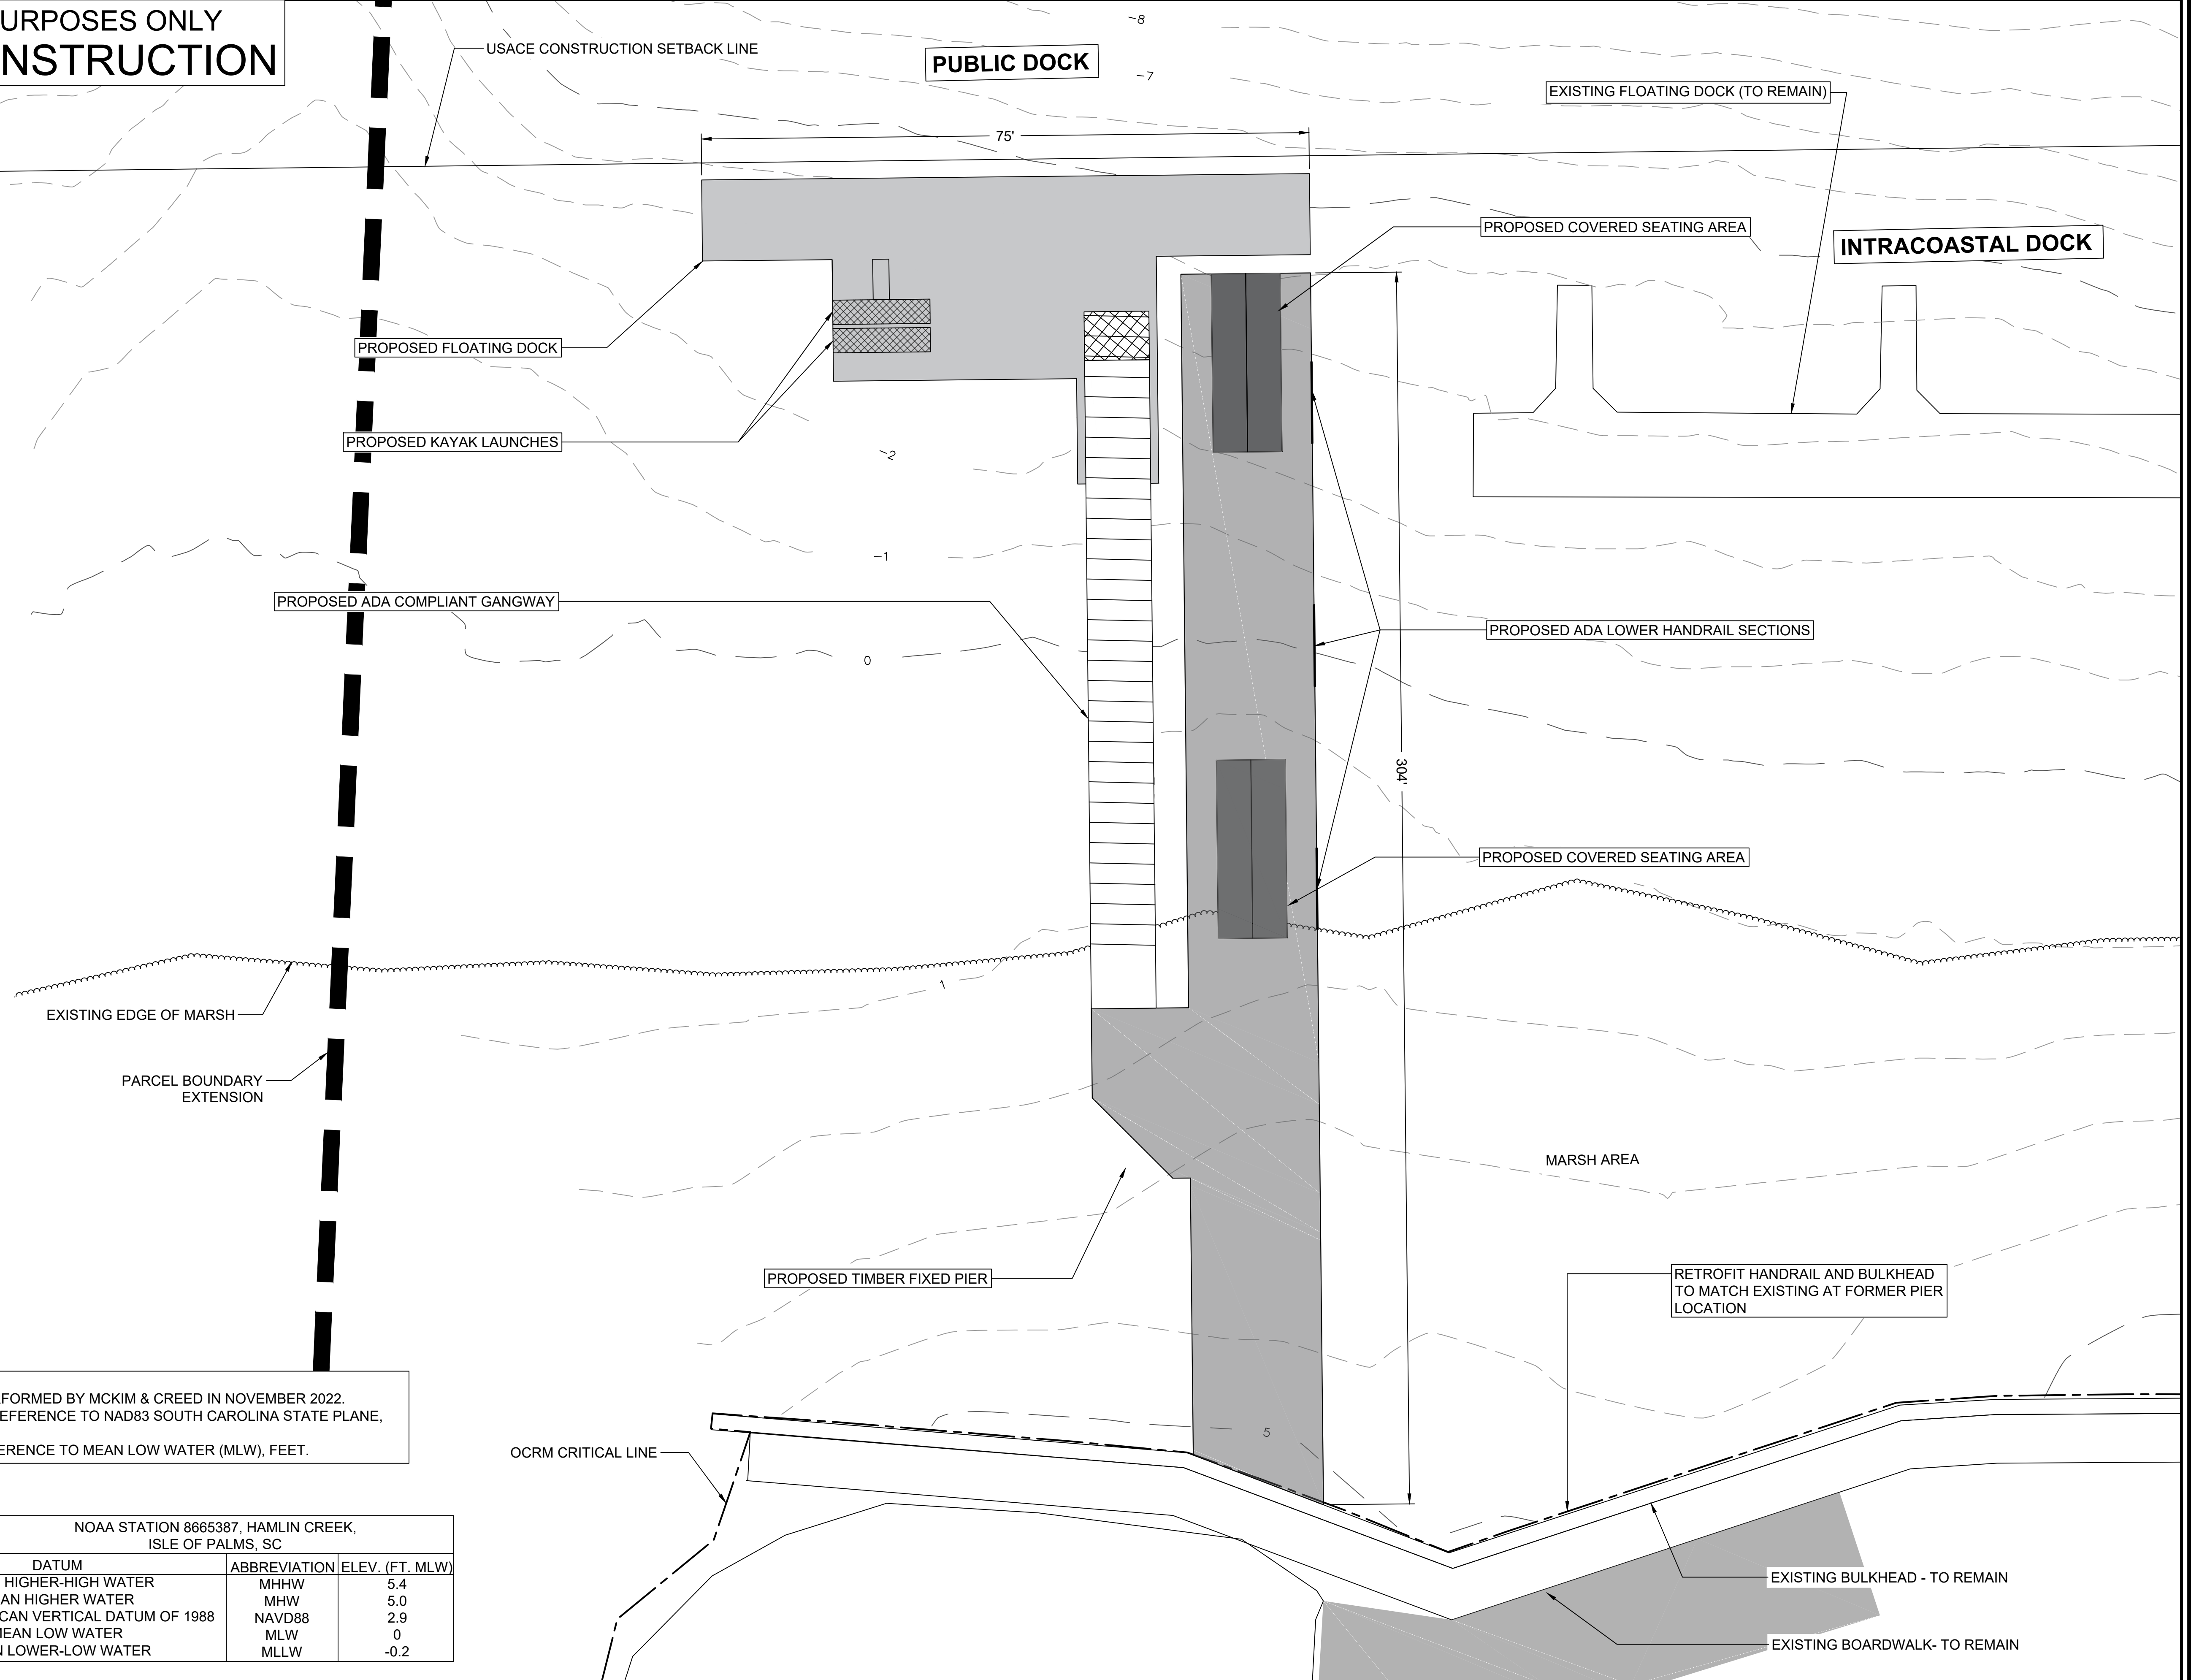 URPOSES ONLY
NSTRUCTION
USACE CONSTRUCTION SETBACK LINE
PUBLIC DOCK
-8
-7
75'
EXISTING FLOATING DOCK (TO REMAIN)
PROPOSED COVERED SEATING AREA
INTRACOASTAL DOCK
PROPOSED FLOATING DOCK
PROPOSED KAYAK LAUNCHES
-2
-1
PROPOSED ADA COMPLIANT GANGWAY
0
PROPOSED ADA LOWER HANDRAIL SECTIONS
304'
PROPOSED COVERED SEATING AREA
1
EXISTING EDGE OF MARSH
PARCEL BOUNDARY
EXTENSION
MARSH AREA
PROPOSED TIMBER FIXED PIER
RETROFIT HANDRAIL AND BULKHEAD
TO MATCH EXISTING AT FORMER PIER
LOCATION
FORMED BY MCKIM & CREED IN NOVEMBER 2022.
EFERENCE TO NAD83 SOUTH CAROLINA STATE PLANE,
ERENCE TO MEAN LOW WATER (MLW), FEET.
5
OCRM CRITICAL LINE
NOAA STATION 8665387, HAMLIN CREEK,
ISLE OF PALMS, SC
DATUM ABBREVIATION ELEV. (FT. MLW)
HIGHER-HIGH WATER MHHW 5.4
AN HIGHER WATER MHW 5.0
CAN VERTICAL DATUM OF 1988 NAVD88 2.9
MEAN LOW WATER MLW 0
N LOWER-LOW WATER MLLW -0.2
EXISTING BULKHEAD - TO REMAIN
EXISTING BOARDWALK- TO REMAIN